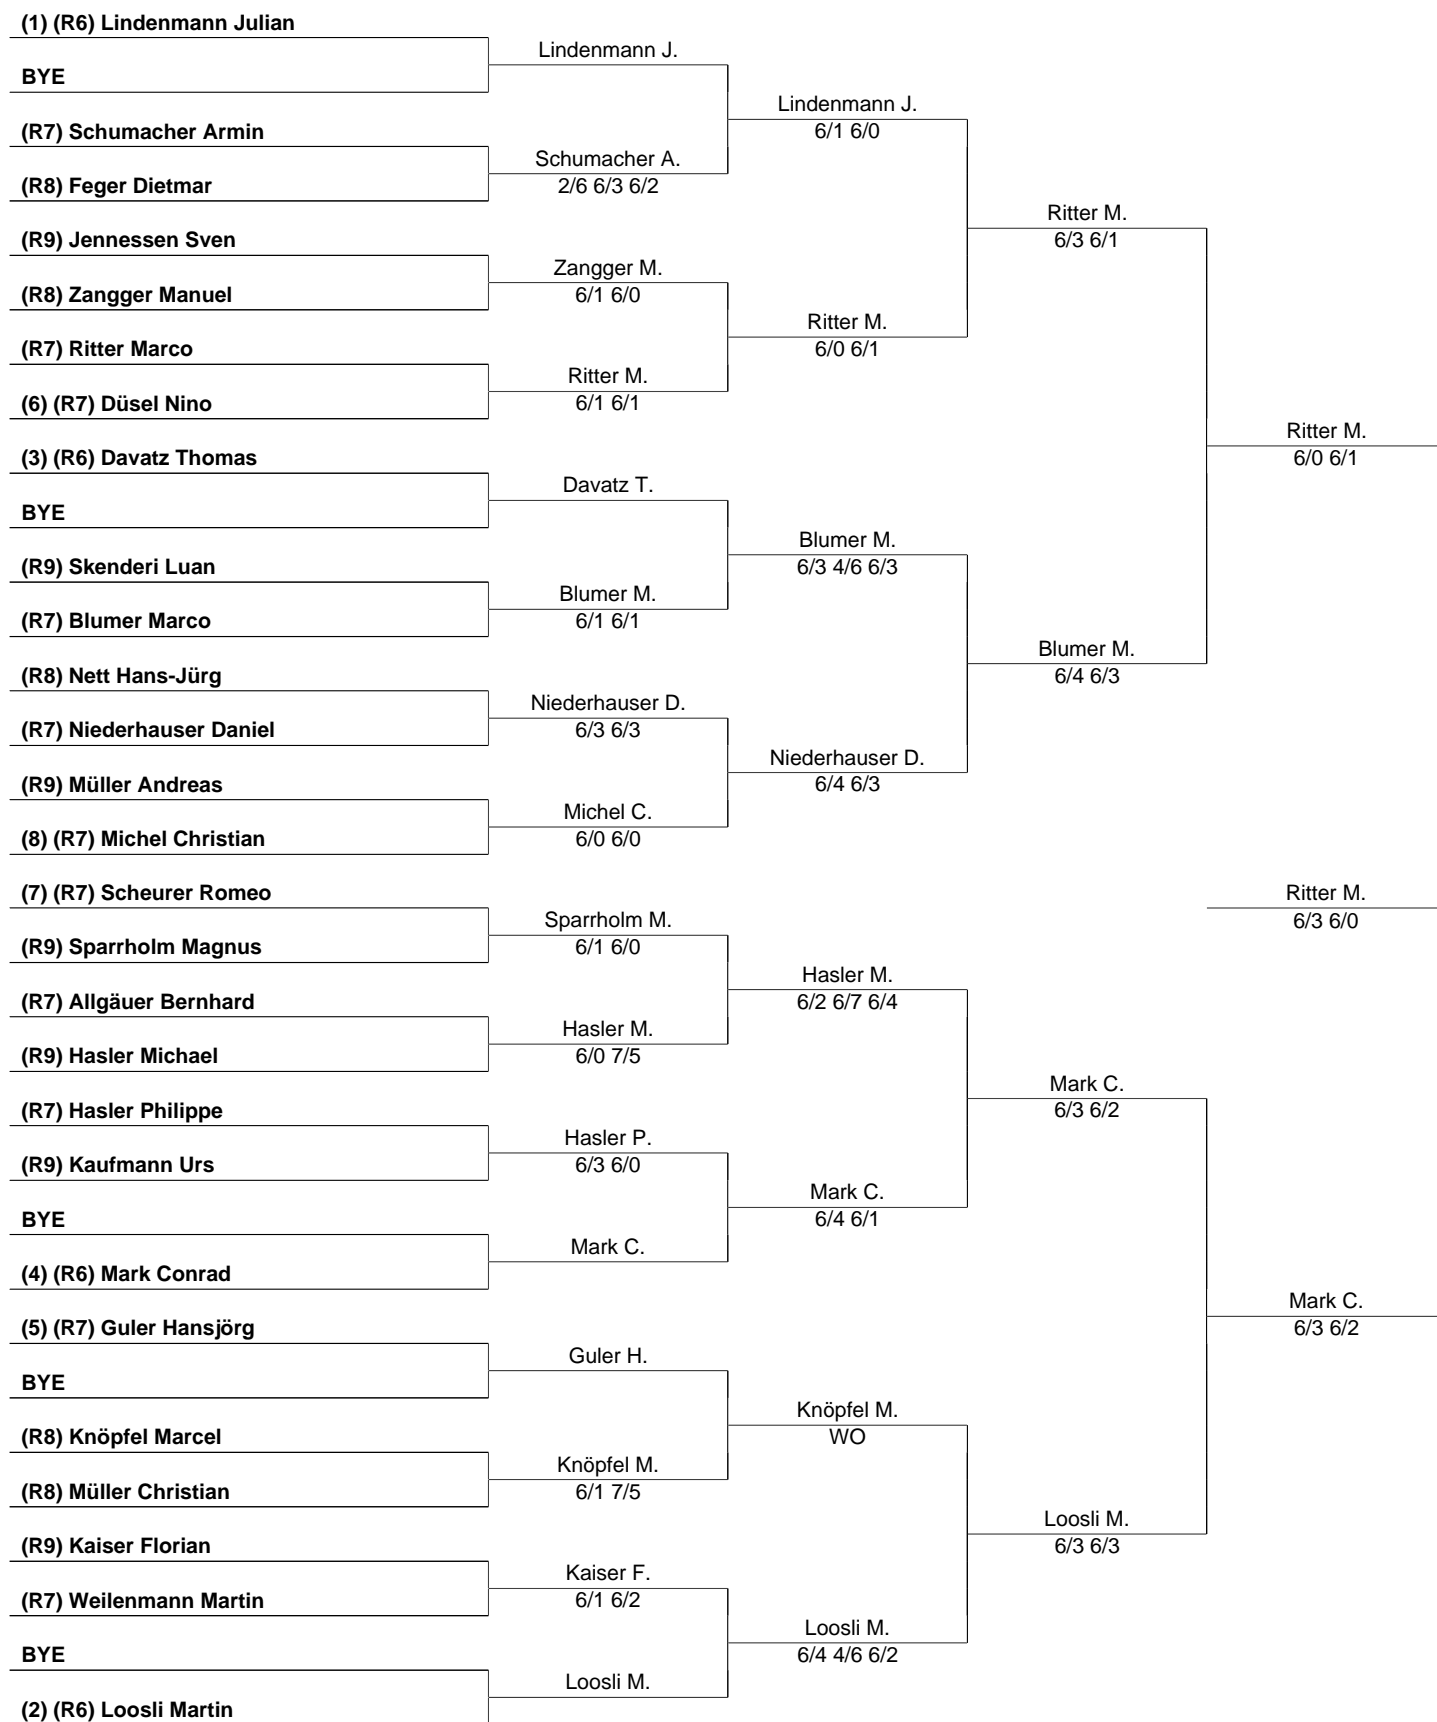 (1) (R6) Lindenmann Julian
BYE
(R7) Schumacher Armin
(R8) Feger Dietmar
(R9) Jennessen Sven
(R8) Zangger Manuel
(R7) Ritter Marco
(6) (R7) Düsel Nino
(3) (R6) Davatz Thomas
BYE
(R9) Skenderi Luan
(R7) Blumer Marco
(R8) Nett Hans-Jürg
(R7) Niederhauser Daniel
(R9) Müller Andreas
(8) (R7) Michel Christian
(7) (R7) Scheurer Romeo
(R9) Sparrholm Magnus
(R7) Allgäuer Bernhard
(R9) Hasler Michael
(R7) Hasler Philippe
(R9) Kaufmann Urs
BYE
(4) (R6) Mark Conrad
(5) (R7) Guler Hansjörg
BYE
(R8) Knöpfel Marcel
(R8) Müller Christian
(R9) Kaiser Florian
(R7) Weilenmann Martin
BYE
(2) (R6) Loosli Martin
Lindenmann J.
Schumacher A.
2/6 6/3 6/2
Zangger M.
6/1 6/0
Ritter M.
6/1 6/1
Davatz T.
Blumer M.
6/1 6/1
Niederhauser D.
6/3 6/3
Michel C.
6/0 6/0
Sparrholm M.
6/1 6/0
Hasler M.
6/0 7/5
Hasler P.
6/3 6/0
Mark C.
Guler H.
Knöpfel M.
6/1 7/5
Kaiser F.
6/1 6/2
Loosli M.
Lindenmann J.
6/1 6/0
Ritter M.
6/0 6/1
Blumer M.
6/3 4/6 6/3
Niederhauser D.
6/4 6/3
Hasler M.
6/2 6/7 6/4
Mark C.
6/4 6/1
Knöpfel M.
WO
Loosli M.
6/4 4/6 6/2
Ritter M.
6/3 6/1
Blumer M.
6/4 6/3
Mark C.
6/3 6/2
Loosli M.
6/3 6/3
Ritter M.
6/0 6/1
Ritter M.
6/3 6/0
Mark C.
6/3 6/2